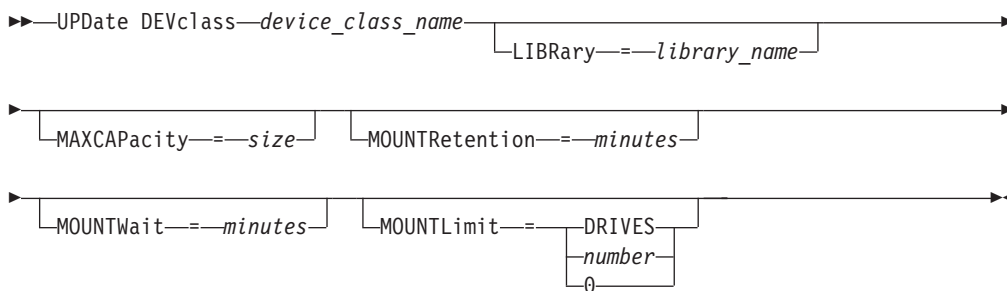 UPDate DEVclass device_class_name
LIBRary = library_name
MAXCAPacity = size MOUNTRetention = minutes
MOUNTWait = minutes MOUNTLimit = DRIVES
number
0